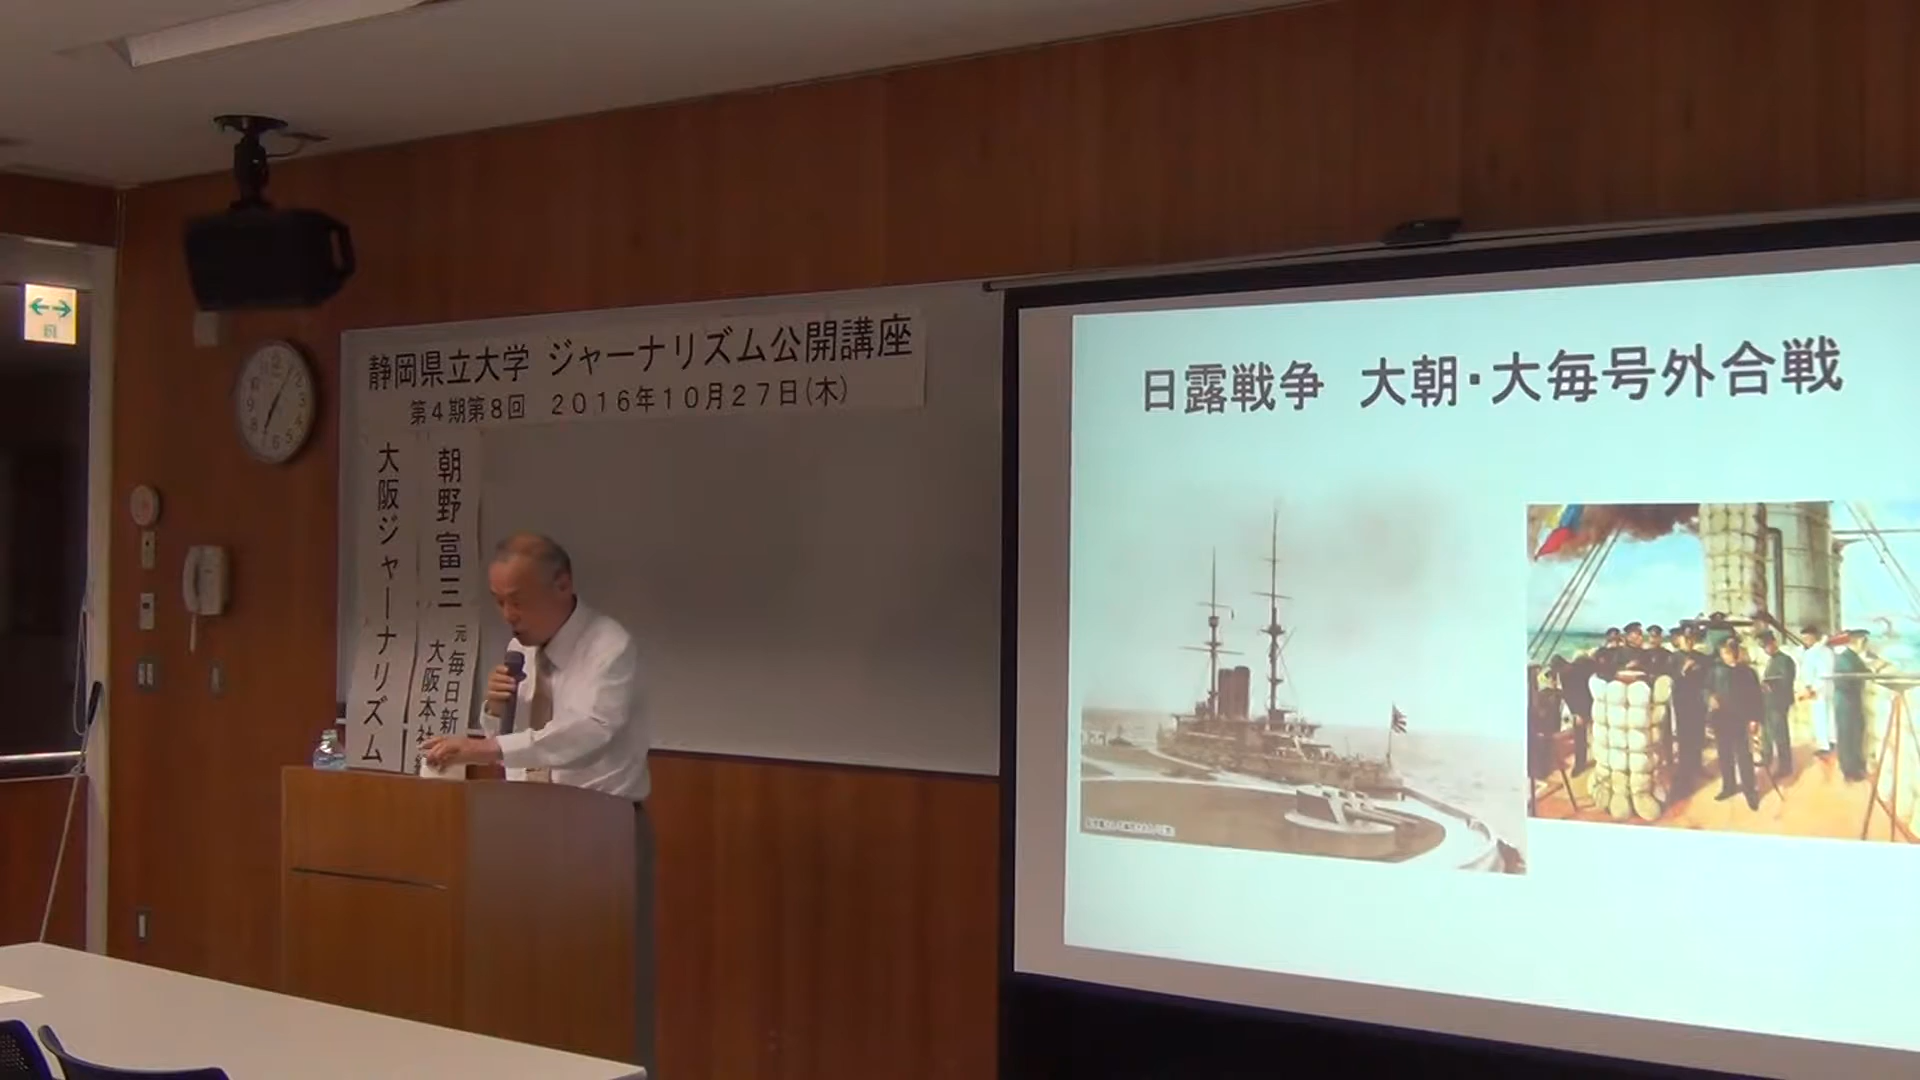 静岡県立大学 ジャーナリズム公開講座
第4期第8回 2016年10月27日(木)
大阪ジャーナリズム
朝野富三
元毎日新
大阪本社
日露戦争 大朝・大毎号外合戦